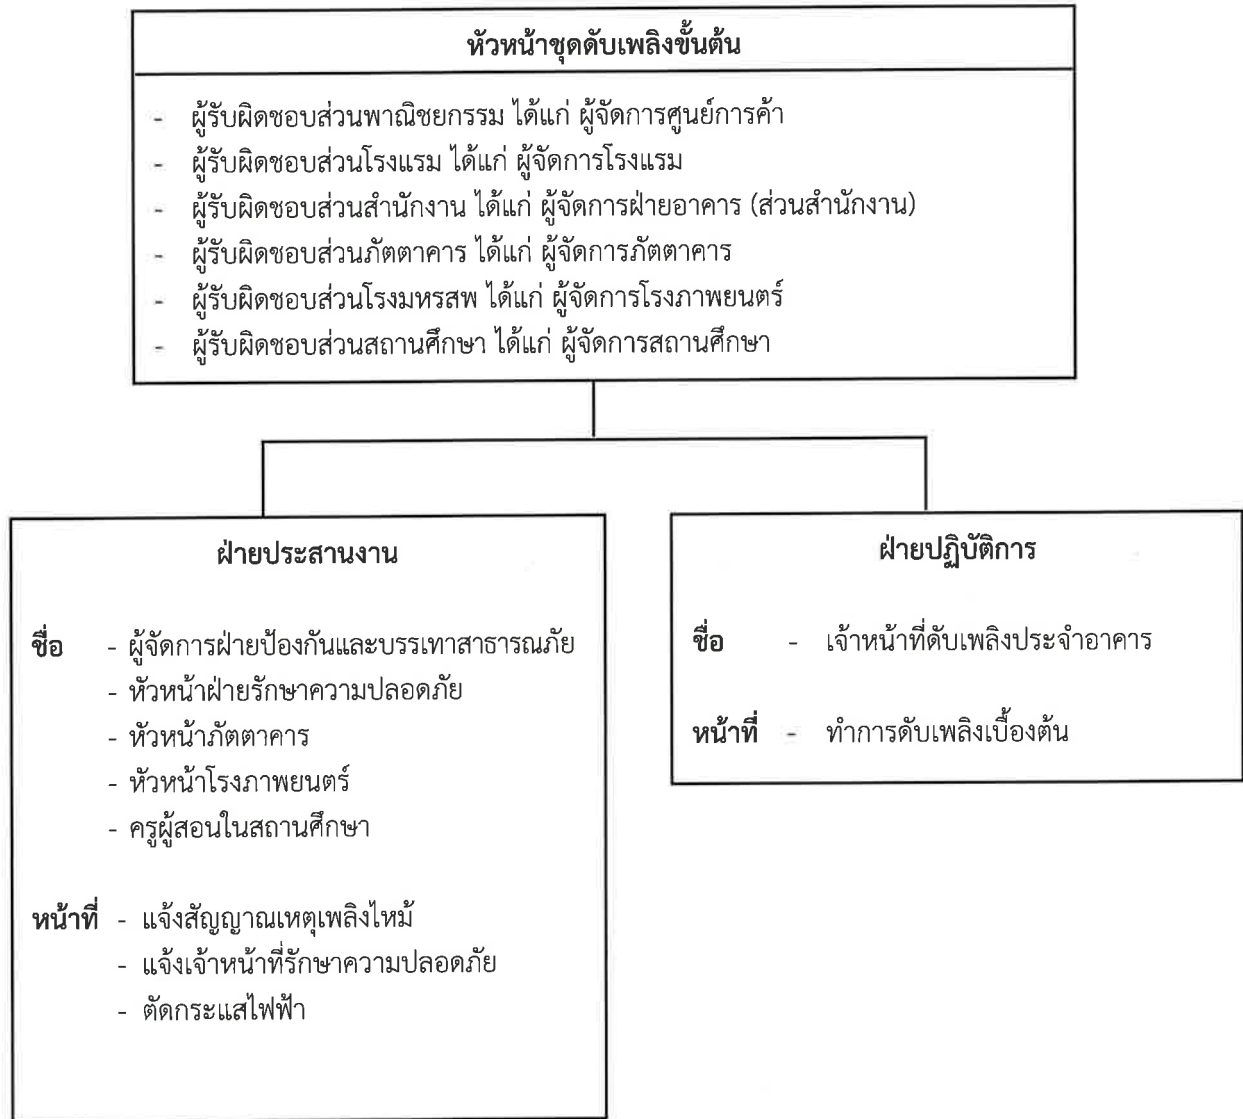 หัวหน้าชุดดับเพลิงขั้นต้น
- ผู้รับผิดชอบส่วนพาณิชยกรรม ได้แก่ ผู้จัดการศูนย์การค้า
- ผู้รับผิดชอบส่วนโรงแรม ได้แก่ ผู้จัดการโรงแรม
- ผู้รับผิดชอบส่วนสำนักงาน ได้แก่ ผู้จัดการฝ่ายอาคาร (ส่วนสำนักงาน)
- ผู้รับผิดชอบส่วนภัตตาคาร ได้แก่ ผู้จัดการภัตตาคาร
- ผู้รับผิดชอบส่วนโรงมหรสพ ได้แก่ ผู้จัดการโรงภาพยนตร์
- ผู้รับผิดชอบส่วนสถานศึกษา ได้แก่ ผู้จัดการสถานศึกษา
ฝ่ายประสานงาน
ชื่อ - ผู้จัดการฝ่ายป้องกันและบรรเทาสาธารณภัย
- หัวหน้าฝ่ายรักษาความปลอดภัย
- หัวหน้าภัตตาคาร
- หัวหน้าโรงภาพยนตร์
- ครูผู้สอนในสถานศึกษา
หน้าที่ - แจ้งสัญญาณเหตุเพลิงไหม้
- แจ้งเจ้าหน้าที่รักษาความปลอดภัย
- ตัดกระแสไฟฟ้า
ฝ่ายปฏิบัติการ
ชื่อ - เจ้าหน้าที่ดับเพลิงประจำอาคาร
หน้าที่ - ทำการดับเพลิงเบื้องต้น